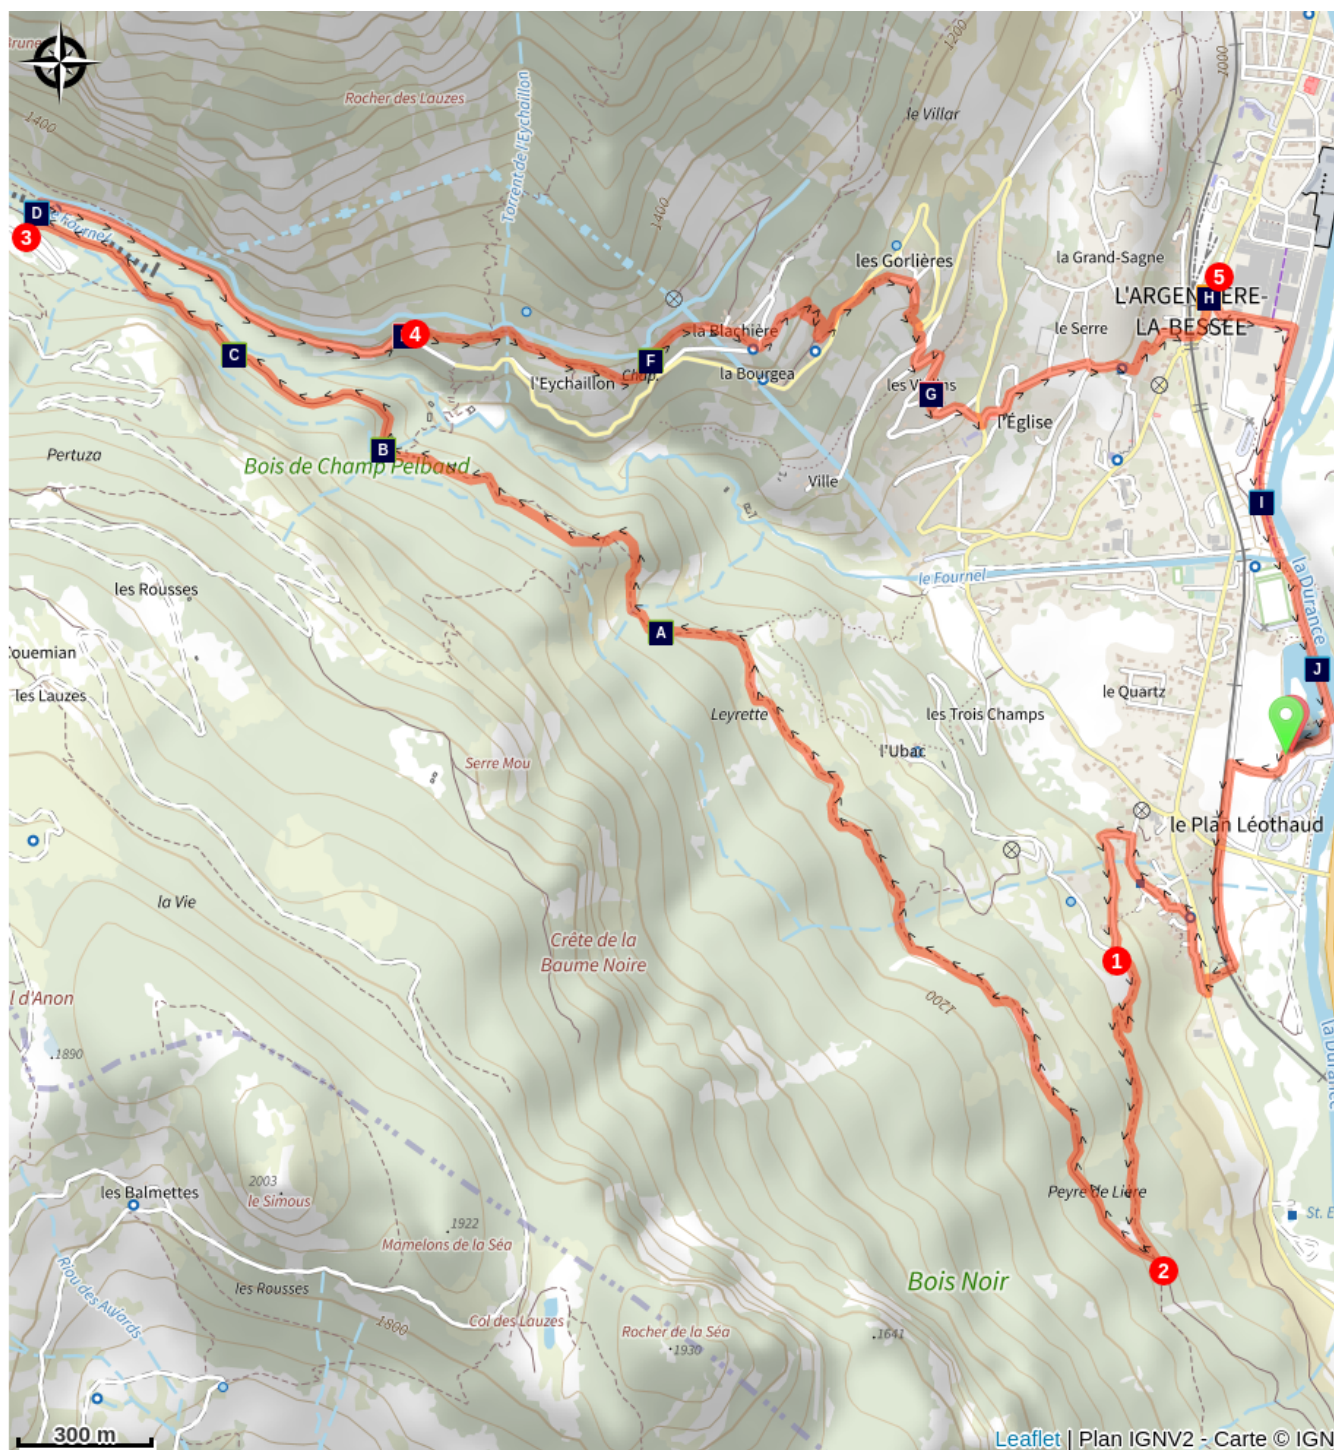 Brune
1200
1000
Rocher des Lauzes
1400
Torrent de l'Eychaillon
le Villar
1400
D
le Fournel
3
la Grand-Sagne
les Gorlières
5
H
L'ARGENTIÈRE-
LA-BESSÉE
le Serre
4
la Blachière
C
F
Chap.
la Bourgea
l'Eychaillon
G
l'Église
B
Pertuza
Bois de Champ Pelbaud
Ville
I
le Fournel
la Durance
les Rousses
A
Couemian
J
les Lauzes
le Quartz
Leyrette
les Trois Champs
l'Ubac
Serre Mou
le Plan Léothaud
la Vie
Crête de la
Baume Noire
1
l d'Anon
1200
1890
la Durance
2003
les Balmettes
le Simous
Peyre de Lière
1922
St. E
Mamelons de la Séa
2
Riou des Auyards
les Rousses
Bois Noir
Col des Lauzes
1800
Rocher de la Séa
1930
1641
300 m
Leaflet | Plan IGNV2 - Carte © IGN